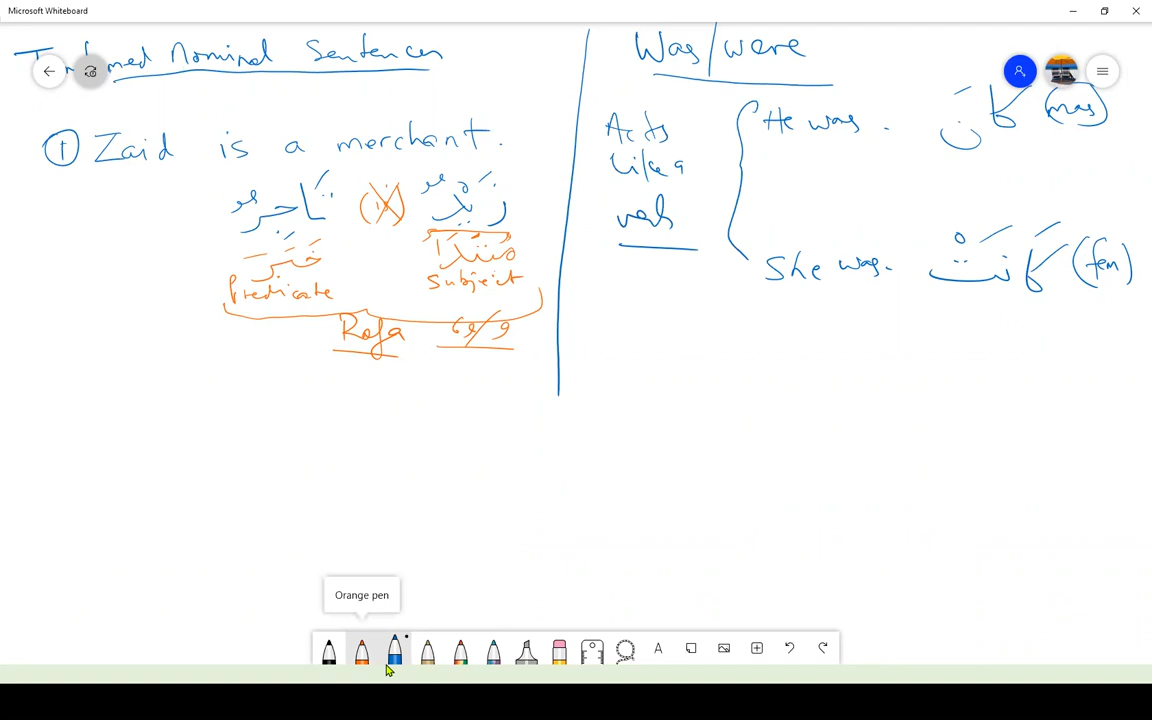 Microsoft Whiteboard
Nominal Sentences
① Zaid is a merchant.
زَيْدٌ (is) تَاجِرٌ
مبتدأ خَبَر
Subject Predicate
Rafa
Was/were
Acts
like a
verb
He was. كَانَ (mas)
She was. كَانَتْ (fem)
Orange pen
A